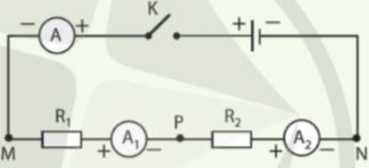 K
− A + + −
R₁ P R₂
A₁ A₂
M + − + − N